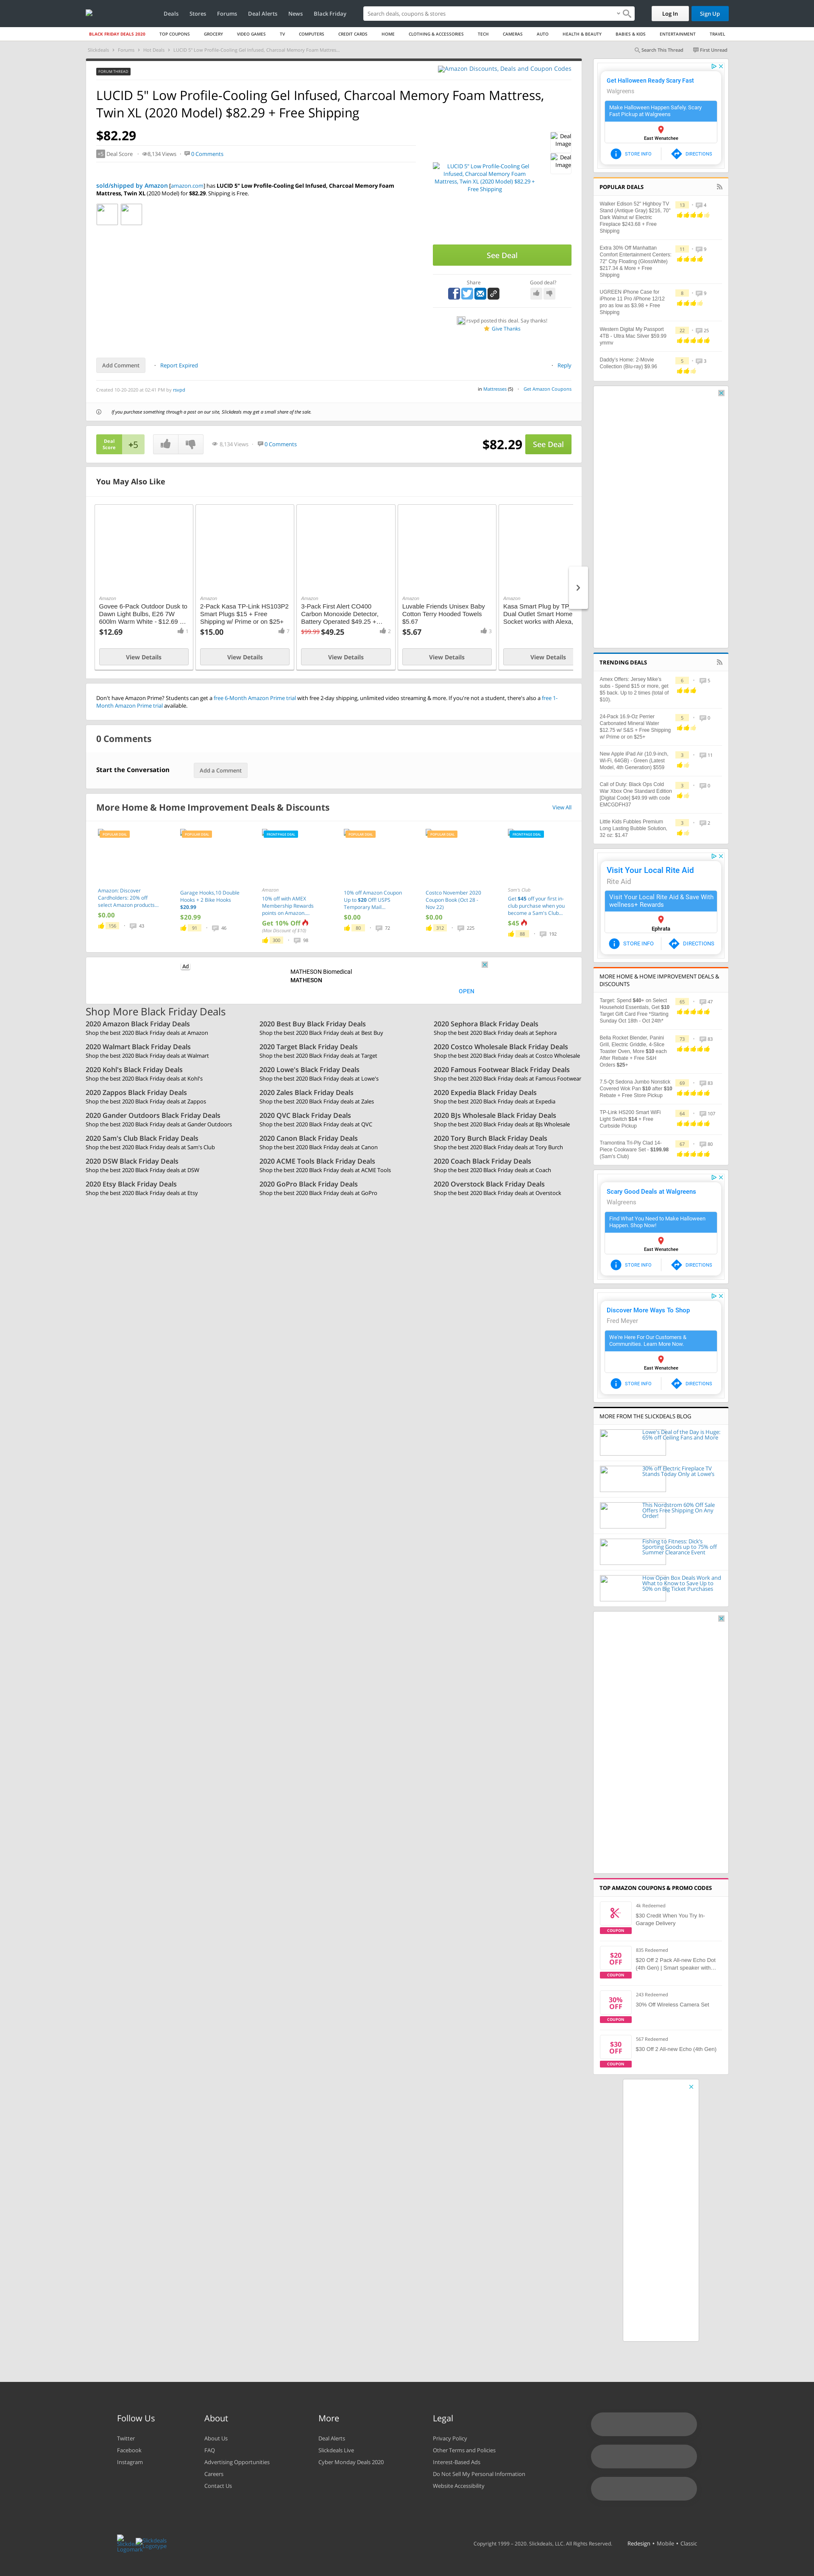 Deals Stores Forums Deal Alerts News Black Friday
Search deals, coupons & stores
Log In Sign Up
BLACK FRIDAY DEALS 2020 TOP COUPONS GROCERY VIDEO GAMES TV COMPUTERS CREDIT CARDS HOME CLOTHING & ACCESSORIES TECH CAMERAS AUTO HEALTH & BEAUTY BABIES & KIDS ENTERTAINMENT TRAVEL
Slickdeals Forums Hot Deals LUCID 5" Low Profile-Cooling Gel Infused, Charcoal Memory Foam Mattre...
Search This Thread First Unread
FORUM THREAD
Amazon Discounts, Deals and Coupon Codes
LUCID 5" Low Profile-Cooling Gel Infused, Charcoal Memory Foam Mattress,
Twin XL (2020 Model) $82.29 + Free Shipping
$82.29
+5 Deal Score 8,134 Views 0 Comments
sold/shipped by Amazon [amazon.com] has LUCID 5" Low Profile-Cooling Gel Infused, Charcoal Memory Foam
Mattress, Twin XL (2020 Model) for $82.29. Shipping is Free.
LUCID 5" Low Profile-Cooling Gel
Infused, Charcoal Memory Foam
Mattress, Twin XL (2020 Model) $82.29 +
Free Shipping
Deal
Image
Deal
Image
See Deal
Share Good deal?
rsvpd posted this deal. Say thanks!
Give Thanks
Add Comment Report Expired Reply
Created 10-20-2020 at 02:41 PM by rsvpd
in Mattresses (5) Get Amazon Coupons
If you purchase something through a post on our site, Slickdeals may get a small share of the sale.
Deal
Score
+5
8,134 Views 0 Comments
$82.29 See Deal
You May Also Like
Amazon
Govee 6-Pack Outdoor Dusk to
Dawn Light Bulbs, E26 7W
600lm Warm White - $12.69 ...
$12.69 1
View Details
Amazon
2-Pack Kasa TP-Link HS103P2
Smart Plugs $15 + Free
Shipping w/ Prime or on $25+
$15.00 7
View Details
Amazon
3-Pack First Alert CO400
Carbon Monoxide Detector,
Battery Operated $49.25 +...
$99.99 $49.25 2
View Details
Amazon
Luvable Friends Unisex Baby
Cotton Terry Hooded Towels
$5.67
$5.67 3
View Details
Amazon
Kasa Smart Plug by TP
Dual Outlet Smart Home
Socket works with Alexa,
View Details
Don't have Amazon Prime? Students can get a free 6-Month Amazon Prime trial with free 2-day shipping, unlimited video streaming & more. If you're not a student, there's also a free 1-
Month Amazon Prime trial available.
0 Comments
Start the Conversation Add a Comment
More Home & Home Improvement Deals & Discounts View All
POPULAR DEAL
Amazon: Discover
Cardholders: 20% off
select Amazon products...
$0.00
198 43
POPULAR DEAL
Garage Hooks,10 Double
Hooks + 2 Bike Hooks
$20.99
$20.99
91 46
FRONTPAGE DEAL
Amazon
10% off with AMEX
Membership Rewards
points on Amazon...
Get 10% Off
(Max Discount of $10)
300 98
POPULAR DEAL
10% off Amazon Coupon
Up to $20 Off! USPS
Temporary Mail...
$0.00
80 72
POPULAR DEAL
Costco November 2020
Coupon Book (Oct 28 -
Nov 22)
$0.00
312 225
FRONTPAGE DEAL
Sam's Club
Get $45 off your first in-
club purchase when you
become a Sam's Club...
$45
88 192
Ad
MATHESON Biomedical
MATHESON
OPEN
Shop More Black Friday Deals
2020 Amazon Black Friday Deals
Shop the best 2020 Black Friday deals at Amazon
2020 Best Buy Black Friday Deals
Shop the best 2020 Black Friday deals at Best Buy
2020 Sephora Black Friday Deals
Shop the best 2020 Black Friday deals at Sephora
2020 Walmart Black Friday Deals
Shop the best 2020 Black Friday deals at Walmart
2020 Target Black Friday Deals
Shop the best 2020 Black Friday deals at Target
2020 Costco Wholesale Black Friday Deals
Shop the best 2020 Black Friday deals at Costco Wholesale
2020 Kohl's Black Friday Deals
Shop the best 2020 Black Friday deals at Kohl's
2020 Lowe's Black Friday Deals
Shop the best 2020 Black Friday deals at Lowe's
2020 Famous Footwear Black Friday Deals
Shop the best 2020 Black Friday deals at Famous Footwear
2020 Zappos Black Friday Deals
Shop the best 2020 Black Friday deals at Zappos
2020 Zales Black Friday Deals
Shop the best 2020 Black Friday deals at Zales
2020 Expedia Black Friday Deals
Shop the best 2020 Black Friday deals at Expedia
2020 Gander Outdoors Black Friday Deals
Shop the best 2020 Black Friday deals at Gander Outdoors
2020 QVC Black Friday Deals
Shop the best 2020 Black Friday deals at QVC
2020 BJs Wholesale Black Friday Deals
Shop the best 2020 Black Friday deals at BJs Wholesale
2020 Sam's Club Black Friday Deals
Shop the best 2020 Black Friday deals at Sam's Club
2020 Canon Black Friday Deals
Shop the best 2020 Black Friday deals at Canon
2020 Tory Burch Black Friday Deals
Shop the best 2020 Black Friday deals at Tory Burch
2020 DSW Black Friday Deals
Shop the best 2020 Black Friday deals at DSW
2020 ACME Tools Black Friday Deals
Shop the best 2020 Black Friday deals at ACME Tools
2020 Coach Black Friday Deals
Shop the best 2020 Black Friday deals at Coach
2020 Etsy Black Friday Deals
Shop the best 2020 Black Friday deals at Etsy
2020 GoPro Black Friday Deals
Shop the best 2020 Black Friday deals at GoPro
2020 Overstock Black Friday Deals
Shop the best 2020 Black Friday deals at Overstock
Get Halloween Ready Scary Fast
Walgreens
Make Halloween Happen Safely. Scary
Fast Pickup at Walgreens
East Wenatchee
STORE INFO DIRECTIONS
POPULAR DEALS
Walker Edison 52" Highboy TV
Stand (Antique Gray) $216, 70"
Dark Walnut w/ Electric
Fireplace $243.68 + Free
Shipping
13 4
Extra 30% Off Manhattan
Comfort Entertainment Centers:
72" City Floating (GlossWhite)
$217.34 & More + Free
Shipping
11 9
UGREEN iPhone Case for
iPhone 11 Pro /iPhone 12/12
pro as low as $3.98 + Free
Shipping
8 9
Western Digital My Passport
4TB - Ultra Mac Silver $59.99
ymmv
22 25
Daddy's Home: 2-Movie
Collection (Blu-ray) $9.96
5 3
TRENDING DEALS
Amex Offers: Jersey Mike's
subs - Spend $15 or more, get
$5 back. Up to 2 times (total of
$10)
6 5
24-Pack 16.9-Oz Perrier
Carbonated Mineral Water
$12.75 w/ S&S + Free Shipping
w/ Prime or on $25+
5 0
New Apple iPad Air (10.9-inch,
Wi-Fi, 64GB) - Green (Latest
Model, 4th Generation) $559
3 11
Call of Duty: Black Ops Cold
War Xbox One Standard Edition
[Digital Code] $49.99 with code
EMCGDFH37
3 0
Little Kids Fubbles Premium
Long Lasting Bubble Solution,
32 oz: $1.47
3 2
Visit Your Local Rite Aid
Rite Aid
Visit Your Local Rite Aid & Save With
wellness+ Rewards
Ephrata
STORE INFO DIRECTIONS
MORE HOME & HOME IMPROVEMENT DEALS &
DISCOUNTS
Target: Spend $40+ on Select
Household Essentials, Get $10
Target Gift Card Free *Starting
Sunday Oct 18th - Oct 24th*
65 47
Bella Rocket Blender, Panini
Grill, Electric Griddle, 4-Slice
Toaster Oven, More $10 each
After Rebate + Free S&H
Orders $25+
73 83
7.5-Qt Sedona Jumbo Nonstick
Covered Wok Pan $10 after $10
Rebate + Free Store Pickup
69 83
TP-Link HS200 Smart WiFi
Light Switch $14 + Free
Curbside Pickup
64 107
Tramontina Tri-Ply Clad 14-
Piece Cookware Set - $199.98
(Sam's Club)
67 80
Scary Good Deals at Walgreens
Walgreens
Find What You Need to Make Halloween
Happen. Shop Now!
East Wenatchee
STORE INFO DIRECTIONS
Discover More Ways To Shop
Fred Meyer
We're Here For Our Customers &
Communities. Learn More Now
East Wenatchee
STORE INFO DIRECTIONS
MORE FROM THE SLICKDEALS BLOG
Lowe's Deal of the Day is Huge:
65% off Ceiling Fans and More
30% off Electric Fireplace TV
Stands Today Only at Lowe's
This Nordstrom 60% Off Sale
Offers Free Shipping On Any
Order!
Fishing to Fitness: Dick's
Sporting Goods up to 75% off
Summer Clearance Event
How Open Box Deals Work and
What to Know to Save Up to
50% on Big Ticket Purchases
TOP AMAZON COUPONS & PROMO CODES
COUPON
4k Redeemed
$30 Credit When You Try In-
Garage Delivery
$20
OFF
COUPON
835 Redeemed
$20 Off 2 Pack All-new Echo Dot
(4th Gen) | Smart speaker with...
30%
OFF
COUPON
243 Redeemed
30% Off Wireless Camera Set
$30
OFF
COUPON
567 Redeemed
$30 Off 2 All-new Echo (4th Gen)
Follow Us
Twitter
Facebook
Instagram
About
About Us
FAQ
Advertising Opportunities
Careers
Contact Us
More
Deal Alerts
Slickdeals Live
Cyber Monday Deals 2020
Legal
Privacy Policy
Other Terms and Policies
Interest-Based Ads
Do Not Sell My Personal Information
Website Accessibility
Slickdeals
Logomark
Slickdeals
Logotype
Copyright 1999 - 2020. Slickdeals, LLC. All Rights Reserved. Redesign • Mobile • Classic